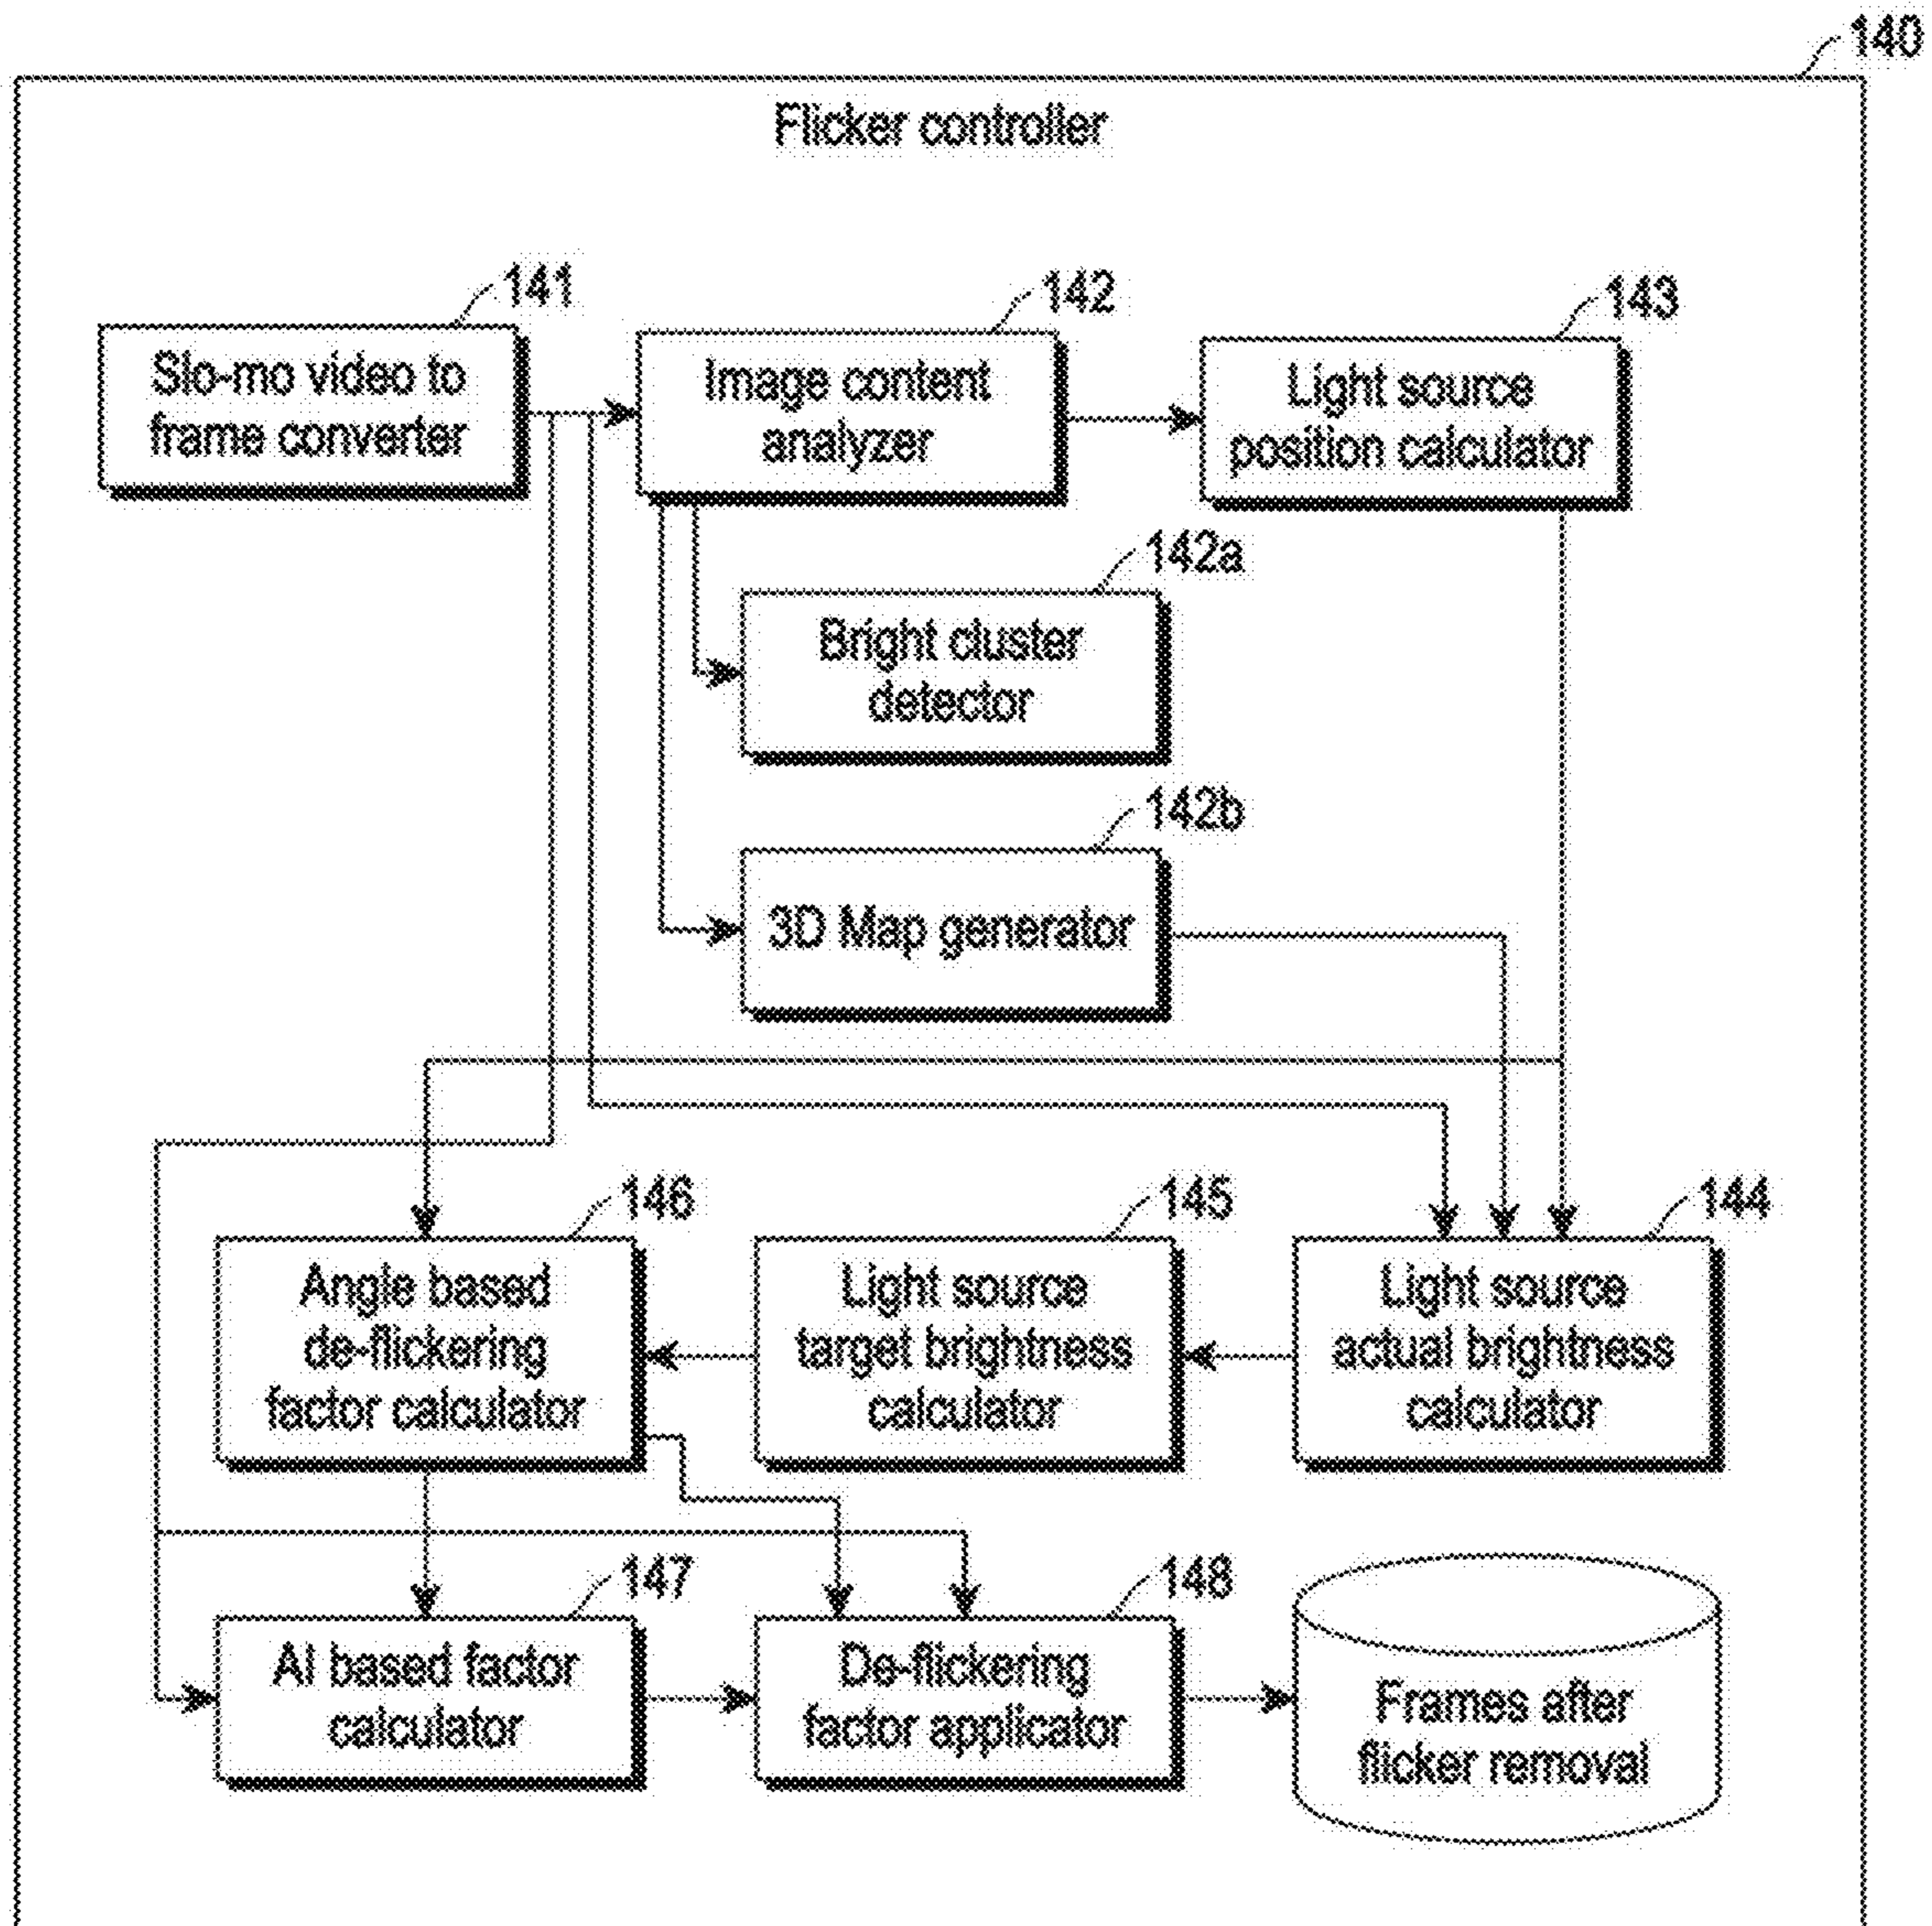 140
Flicker controller
141
Slo-mo video to
frame converter
142
Image content
analyzer
143
Light source
position calculator
142a
Bright cluster
detector
142b
3D Map generator
146
Angle based
de-flickering
factor calculator
145
Light source
target brightness
calculator
144
Light source
actual brightness
calculator
147
AI based factor
calculator
148
De-flickering
factor applicator
Frames after
flicker removal